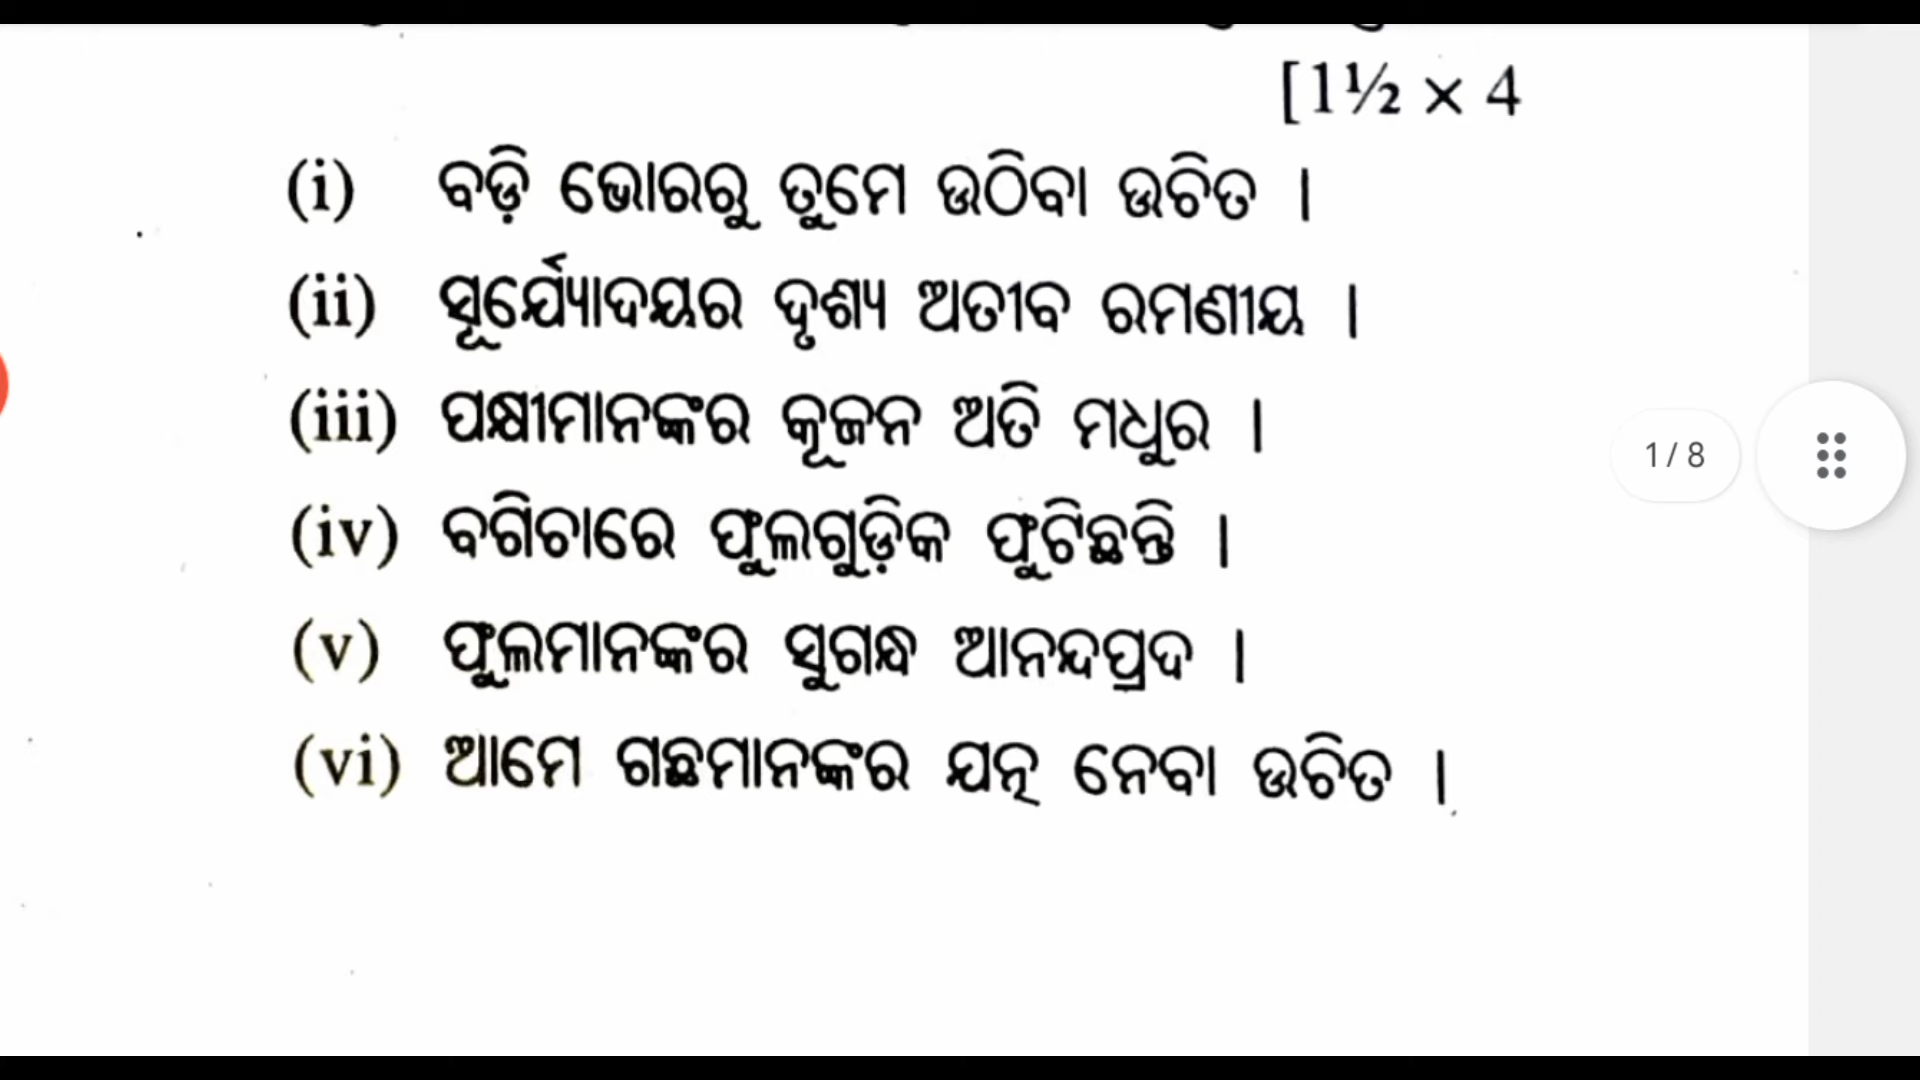 [1½ × 4
(i) ବଡ଼ି ଭୋରରୁ ତୁମେ ଉଠିବା ଉଚିତ ।
(ii) ସୂର୍ଯ୍ୟୋଦୟର ଦୃଶ୍ୟ ଅତୀବ ରମଣୀୟ ।
(iii) ପକ୍ଷୀମାନଙ୍କର କୂଜନ ଅତି ମଧୁର ।
1 / 8
(iv) ବଗିଚାରେ ଫୁଲଗୁଡ଼ିକ ଫୁଟିଛନ୍ତି ।
(v) ଫୁଲମାନଙ୍କର ସୁଗନ୍ଧ ଆନନ୍ଦପ୍ରଦ ।
(vi) ଆମେ ଗଛମାନଙ୍କର ଯତ୍ନ ନେବା ଉଚିତ ।